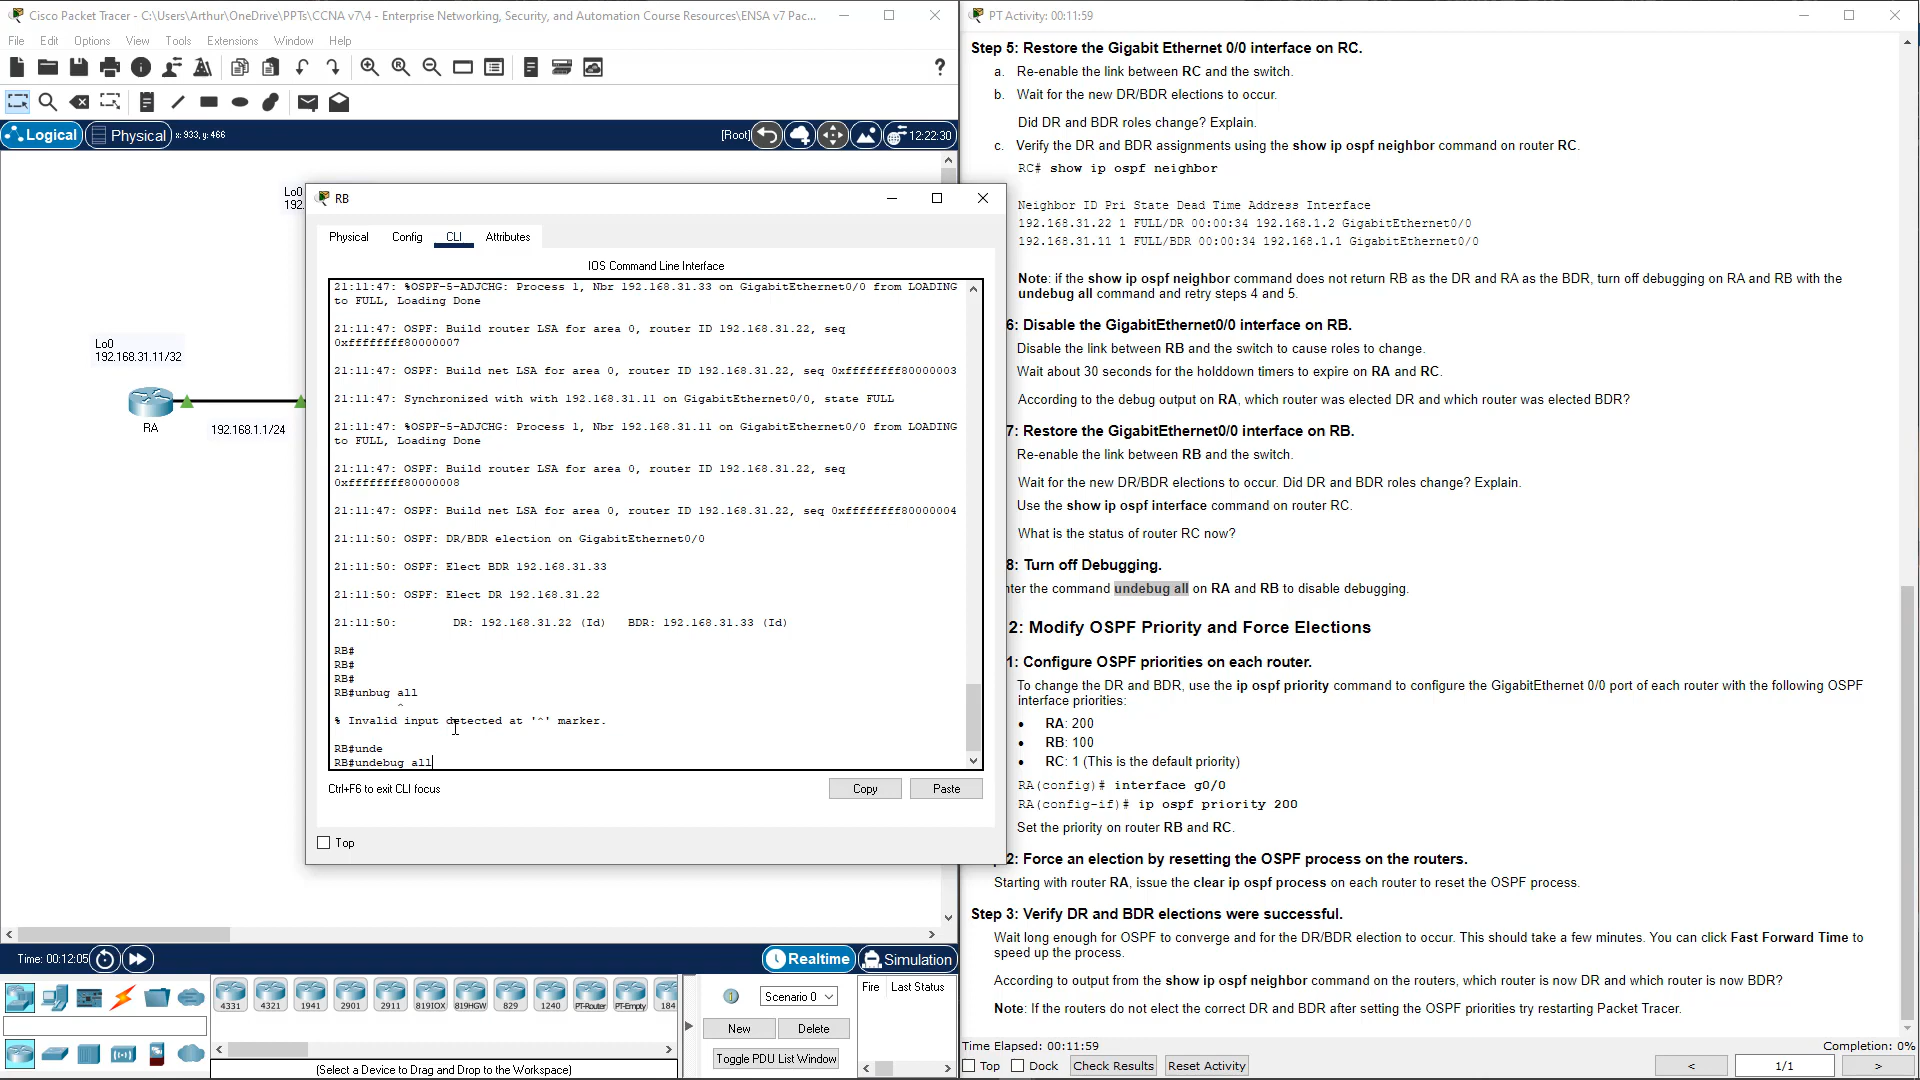 Cisco Packet Tracer - C:\Users\Arthur\OneDrive\PPTs\CCNA v7\4 - Enterprise Networking, Security, and Automation Course Resources\ENSA v7 Pac...
File Edit Options View Tools Extensions Window Help
Logical Physical x: 933, y: 466 [Root] 12:22:30
Lo0
192.
Lo0
192.168.31.11/32
RA
192.168.1.1/24
RB
Physical Config CLI Attributes
IOS Command Line Interface
21:11:47: %OSPF-5-ADJCHG: Process 1, Nbr 192.168.31.33 on GigabitEthernet0/0 from LOADING
to FULL, Loading Done
21:11:47: OSPF: Build router LSA for area 0, router ID 192.168.31.22, seq
0xffffffff80000007
21:11:47: OSPF: Build net LSA for area 0, router ID 192.168.31.22, seq 0xffffffff80000003
21:11:47: Synchronized with with 192.168.31.11 on GigabitEthernet0/0, state FULL
21:11:47: %OSPF-5-ADJCHG: Process 1, Nbr 192.168.31.11 on GigabitEthernet0/0 from LOADING
to FULL, Loading Done
21:11:47: OSPF: Build router LSA for area 0, router ID 192.168.31.22, seq
0xffffffff80000008
21:11:47: OSPF: Build net LSA for area 0, router ID 192.168.31.22, seq 0xffffffff80000004
21:11:50: OSPF: DR/BDR election on GigabitEthernet0/0
21:11:50: OSPF: Elect BDR 192.168.31.33
21:11:50: OSPF: Elect DR 192.168.31.22
21:11:50: DR: 192.168.31.22 (Id) BDR: 192.168.31.33 (Id)
RB#
RB#
RB#
RB#unbug all
^
% Invalid input detected at '^' marker.
RB#unde
RB#undebug all
Ctrl+F6 to exit CLI focus
Copy Paste
Top
Time: 00:12:05 Realtime Simulation
4331 4321 1941 2901 2911 819IOX 819HGW 829 1240 PT-Router PT-Empty 184
(Select a Device to Drag and Drop to the Workspace)
Scenario 0
New Delete
Toggle PDU List Window
Fire Last Status
PT Activity: 00:11:59
Step 5: Restore the Gigabit Ethernet 0/0 interface on RC.
a. Re-enable the link between RC and the switch.
b. Wait for the new DR/BDR elections to occur.
Did DR and BDR roles change? Explain.
c. Verify the DR and BDR assignments using the show ip ospf neighbor command on router RC.
RC# show ip ospf neighbor
Neighbor ID Pri State Dead Time Address Interface
192.168.31.22 1 FULL/DR 00:00:34 192.168.1.2 GigabitEthernet0/0
192.168.31.11 1 FULL/BDR 00:00:34 192.168.1.1 GigabitEthernet0/0
Note: if the show ip ospf neighbor command does not return RB as the DR and RA as the BDR, turn off debugging on RA and RB with the
undebug all command and retry steps 4 and 5.
6: Disable the GigabitEthernet0/0 interface on RB.
Disable the link between RB and the switch to cause roles to change.
Wait about 30 seconds for the holddown timers to expire on RA and RC.
According to the debug output on RA, which router was elected DR and which router was elected BDR?
7: Restore the GigabitEthernet0/0 interface on RB.
Re-enable the link between RB and the switch.
Wait for the new DR/BDR elections to occur. Did DR and BDR roles change? Explain.
Use the show ip ospf interface command on router RC.
What is the status of router RC now?
8: Turn off Debugging.
ter the command undebug all on RA and RB to disable debugging.
2: Modify OSPF Priority and Force Elections
1: Configure OSPF priorities on each router.
To change the DR and BDR, use the ip ospf priority command to configure the GigabitEthernet 0/0 port of each router with the following OSPF
interface priorities:
• RA: 200
• RB: 100
• RC: 1 (This is the default priority)
RA(config)# interface g0/0
RA(config-if)# ip ospf priority 200
Set the priority on router RB and RC.
2: Force an election by resetting the OSPF process on the routers.
Starting with router RA, issue the clear ip ospf process on each router to reset the OSPF process.
Step 3: Verify DR and BDR elections were successful.
Wait long enough for OSPF to converge and for the DR/BDR election to occur. This should take a few minutes. You can click Fast Forward Time to
speed up the process.
According to output from the show ip ospf neighbor command on the routers, which router is now DR and which router is now BDR?
Note: If the routers do not elect the correct DR and BDR after setting the OSPF priorities try restarting Packet Tracer.
Time Elapsed: 00:11:59 Completion: 0%
Top Dock Check Results Reset Activity < 1/1 >